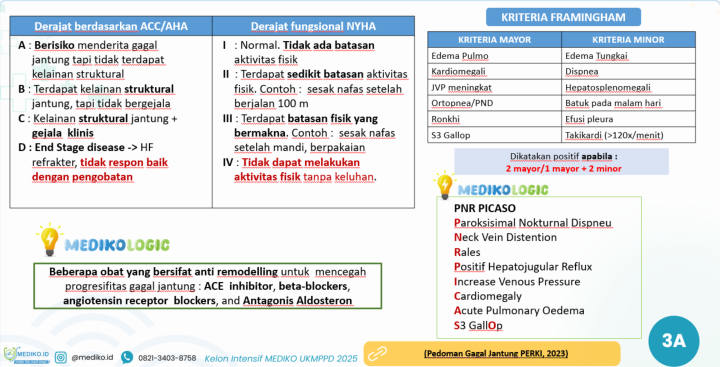 Derajat berdasarkan ACC/AHA
A : Berisiko menderita gagal
jantung tapi tidak terdapat
kelainan struktural
B : Terdapat kelainan struktural
jantung, tapi tidak bergejala
C : Kelainan struktural jantung +
gejala klinis
D : End Stage disease -> HF
refrakter, tidak respon baik
dengan pengobatan
Derajat fungsional NYHA
I : Normal. Tidak ada batasan
aktivitas fisik
II : Terdapat sedikit batasan aktivitas
fisik. Contoh : sesak nafas setelah
berjalan 100 m
III : Terdapat batasan fisik yang
bermakna. Contoh : sesak nafas
setelah mandi, berpakaian
IV : Tidak dapat melakukan
aktivitas fisik tanpa keluhan.
KRITERIA FRAMINGHAM
KRITERIA MAYOR KRITERIA MINOR
Edema Pulmo Edema Tungkai
Kardiomegali Dispnea
JVP meningkat Hepatosplenomegali
Ortopnea/PND Batuk pada malam hari
Ronkhi Efusi pleura
S3 Gallop Takikardi (>120x/menit)
Dikatakan positif apabila :
2 mayor/1 mayor + 2 minor
MEDIKOLOGIC
PNR PICASO
Paroksisimal Nokturnal Dispneu
Neck Vein Distention
Rales
Positif Hepatojugular Reflux
Increase Venous Pressure
Cardiomegaly
Acute Pulmonary Oedema
S3 GallOp
MEDIKOLOGIC
Beberapa obat yang bersifat anti remodelling untuk mencegah
progresifitas gagal jantung : ACE inhibitor, beta-blockers,
angiotensin receptor blockers, and Antagonis Aldosteron
3A
MEDIKO.ID
@mediko.id
0821-3403-8758
Kelon Intensif MEDIKO UKMPPD 2025
(Pedoman Gagal Jantung PERKI, 2023)